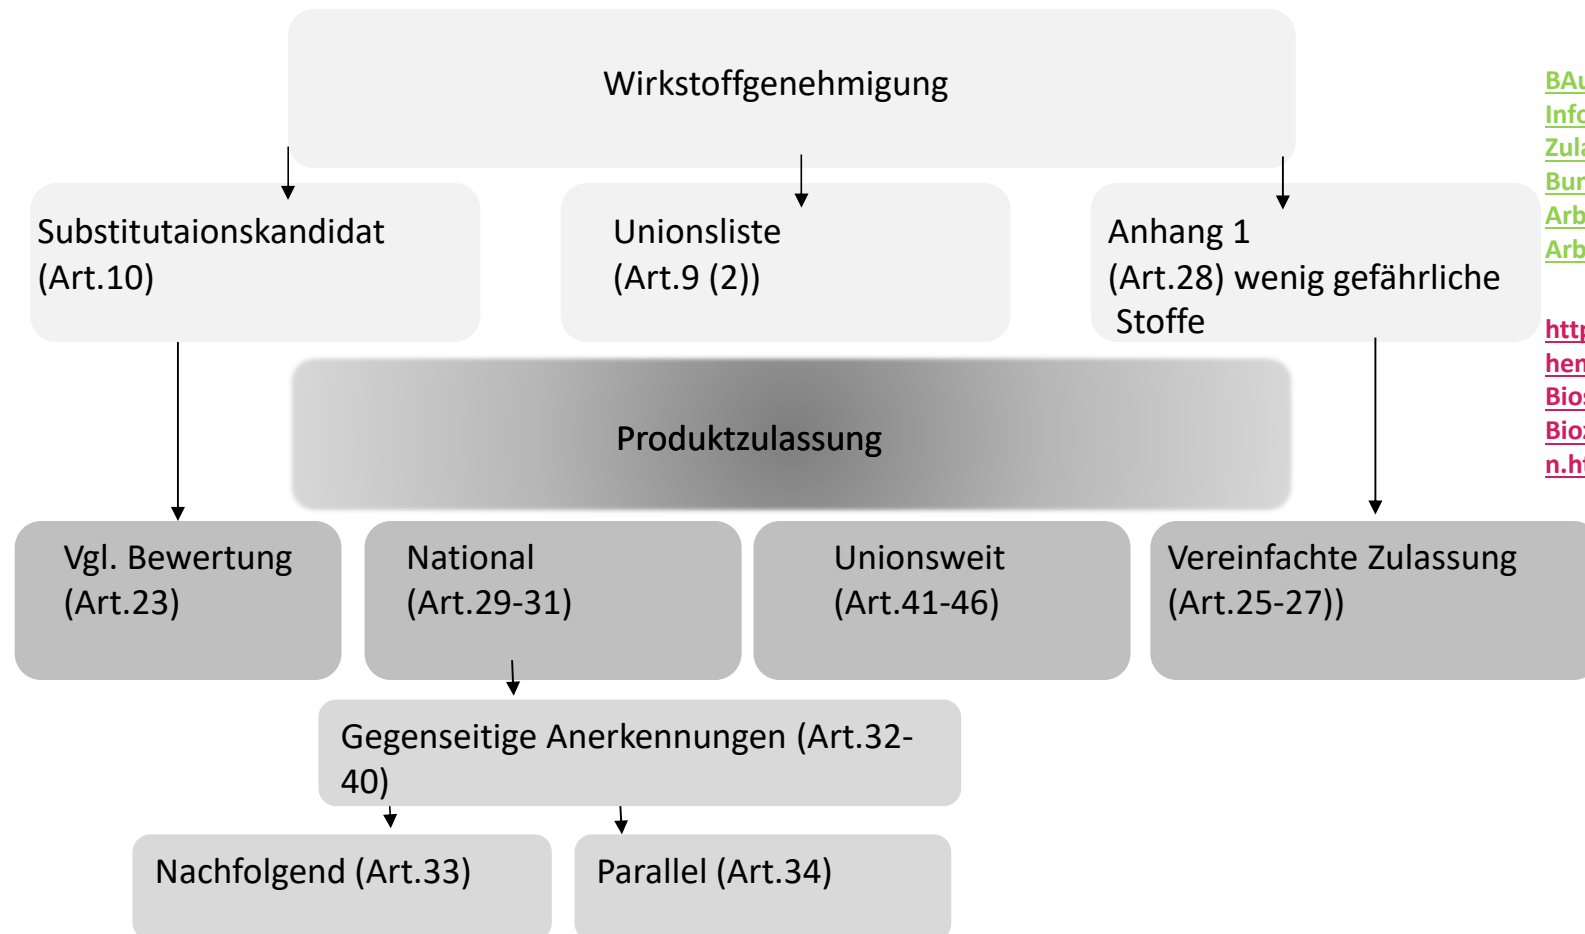 Wirkstoffgenehmigung
Substitutaionskandidat
(Art.10)
Unionsliste
(Art.9 (2))
Anhang 1
(Art.28) wenig gefährliche
Stoffe
Produktzulassung
Vgl. Bewertung
(Art.23)
National
(Art.29-31)
Unionsweit
(Art.41-46)
Vereinfachte Zulassung
(Art.25-27))
Gegenseitige Anerkennungen (Art.32-
40)
Nachfolgend (Art.33)
Parallel (Art.34)